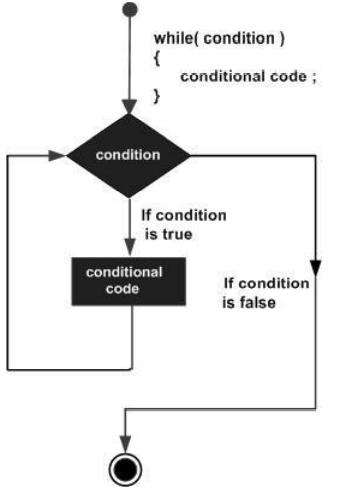 while( condition )
{
conditional code ;
}
condition
If condition
is true
conditional
code
If condition
is false